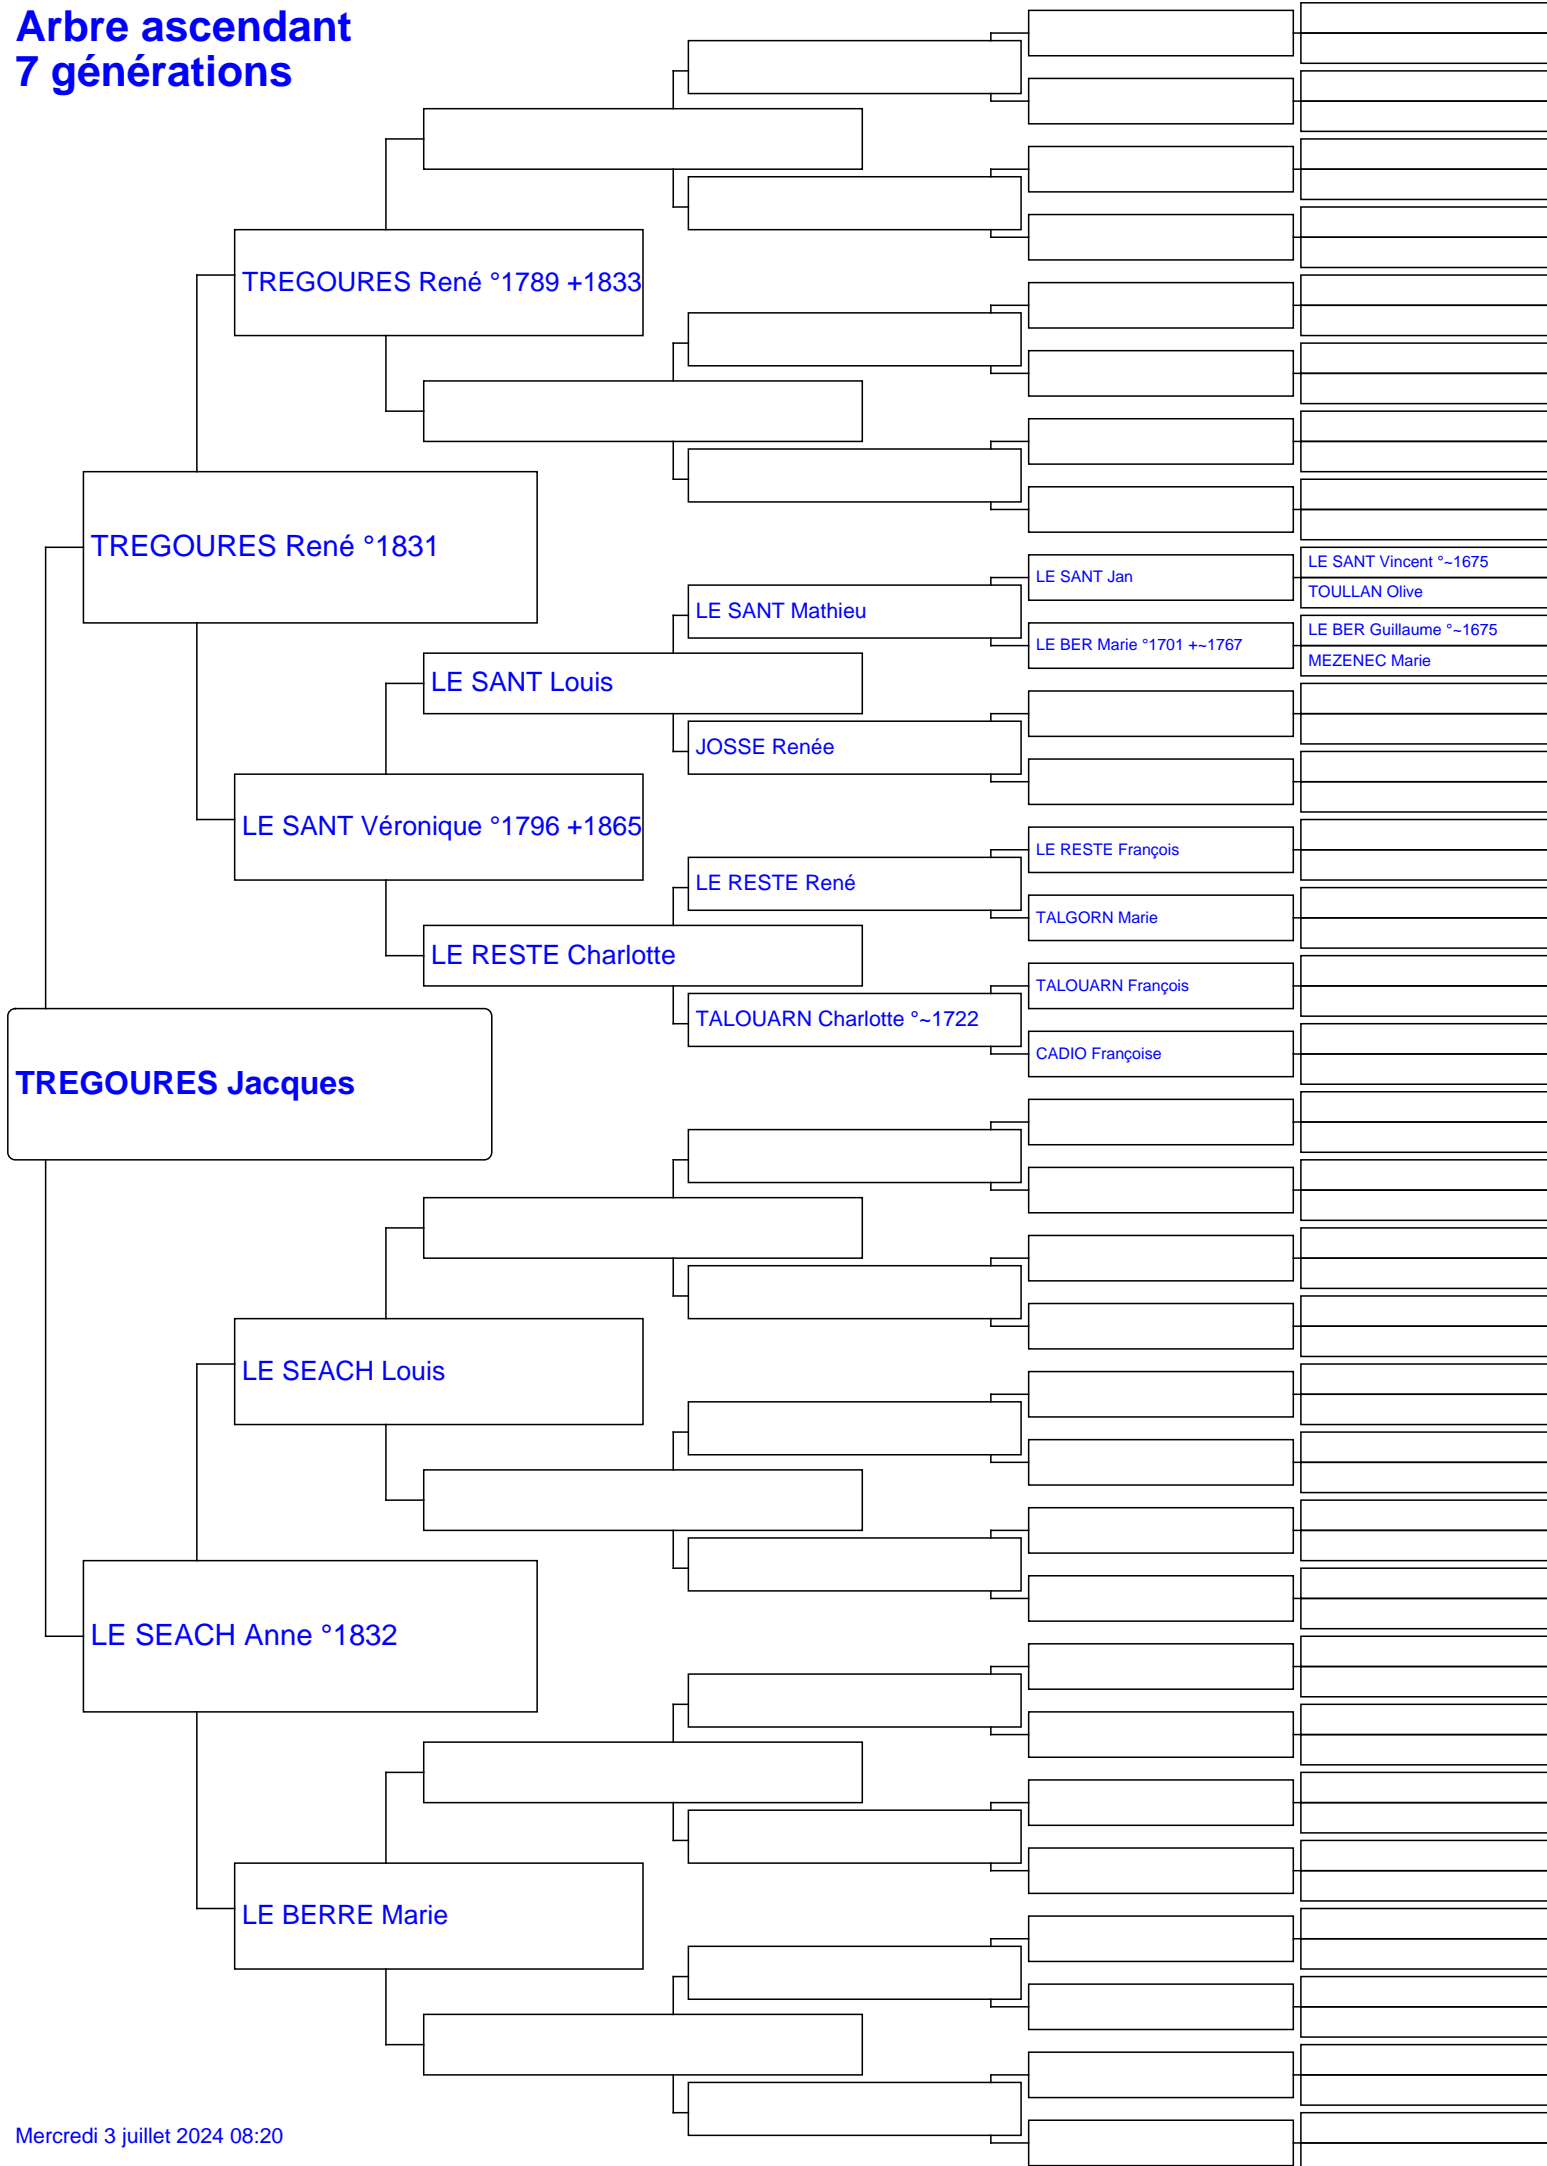 Arbre ascendant
7 générations
TREGOURES René °1789 +1833
TREGOURES René °1831
LE SANT Jan
LE SANT Vincent °~1675
TOULLAN Olive
LE SANT Mathieu
LE BER Marie °1701 +~1767
LE BER Guillaume °~1675
MEZENEC Marie
LE SANT Louis
JOSSE Renée
LE SANT Véronique °1796 +1865
LE RESTE François
LE RESTE René
TALGORN Marie
LE RESTE Charlotte
TALOUARN François
TALOUARN Charlotte °~1722
CADIO Françoise
TREGOURES Jacques
LE SEACH Louis
LE SEACH Anne °1832
LE BERRE Marie
Mercredi 3 juillet 2024 08:20